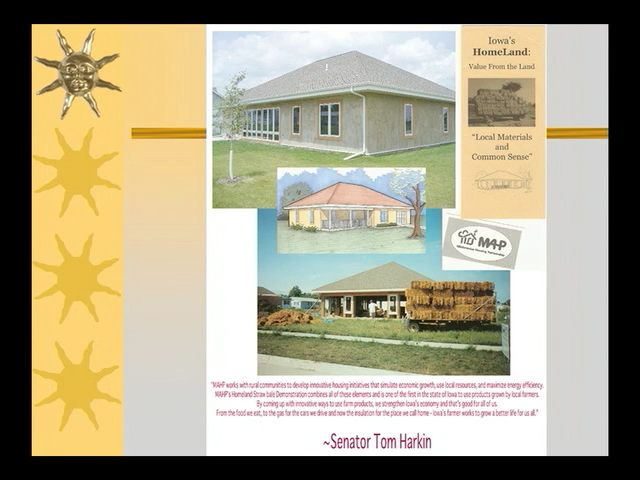 Iowa's
HomeLand:
Value From the Land
"Local Materials
and
Common Sense"
MAHP
"MAHP works with rural communities to develop innovative housing initiatives that simulate economic growth, use local resources, and maximize energy efficiency.
MAHP's Homeland Straw bale Demonstration combines all of these elements and is one of the first in the state of Iowa to use products grown by local farmers.
By coming up with innovative ways to use farm products, we strengthen Iowa's economy and that's good for all of us.
From the food we eat, to the gas for the cars we drive and now the insulation for the place we call home - Iowa's farmer works to grow a better life for us all."
~Senator Tom Harkin